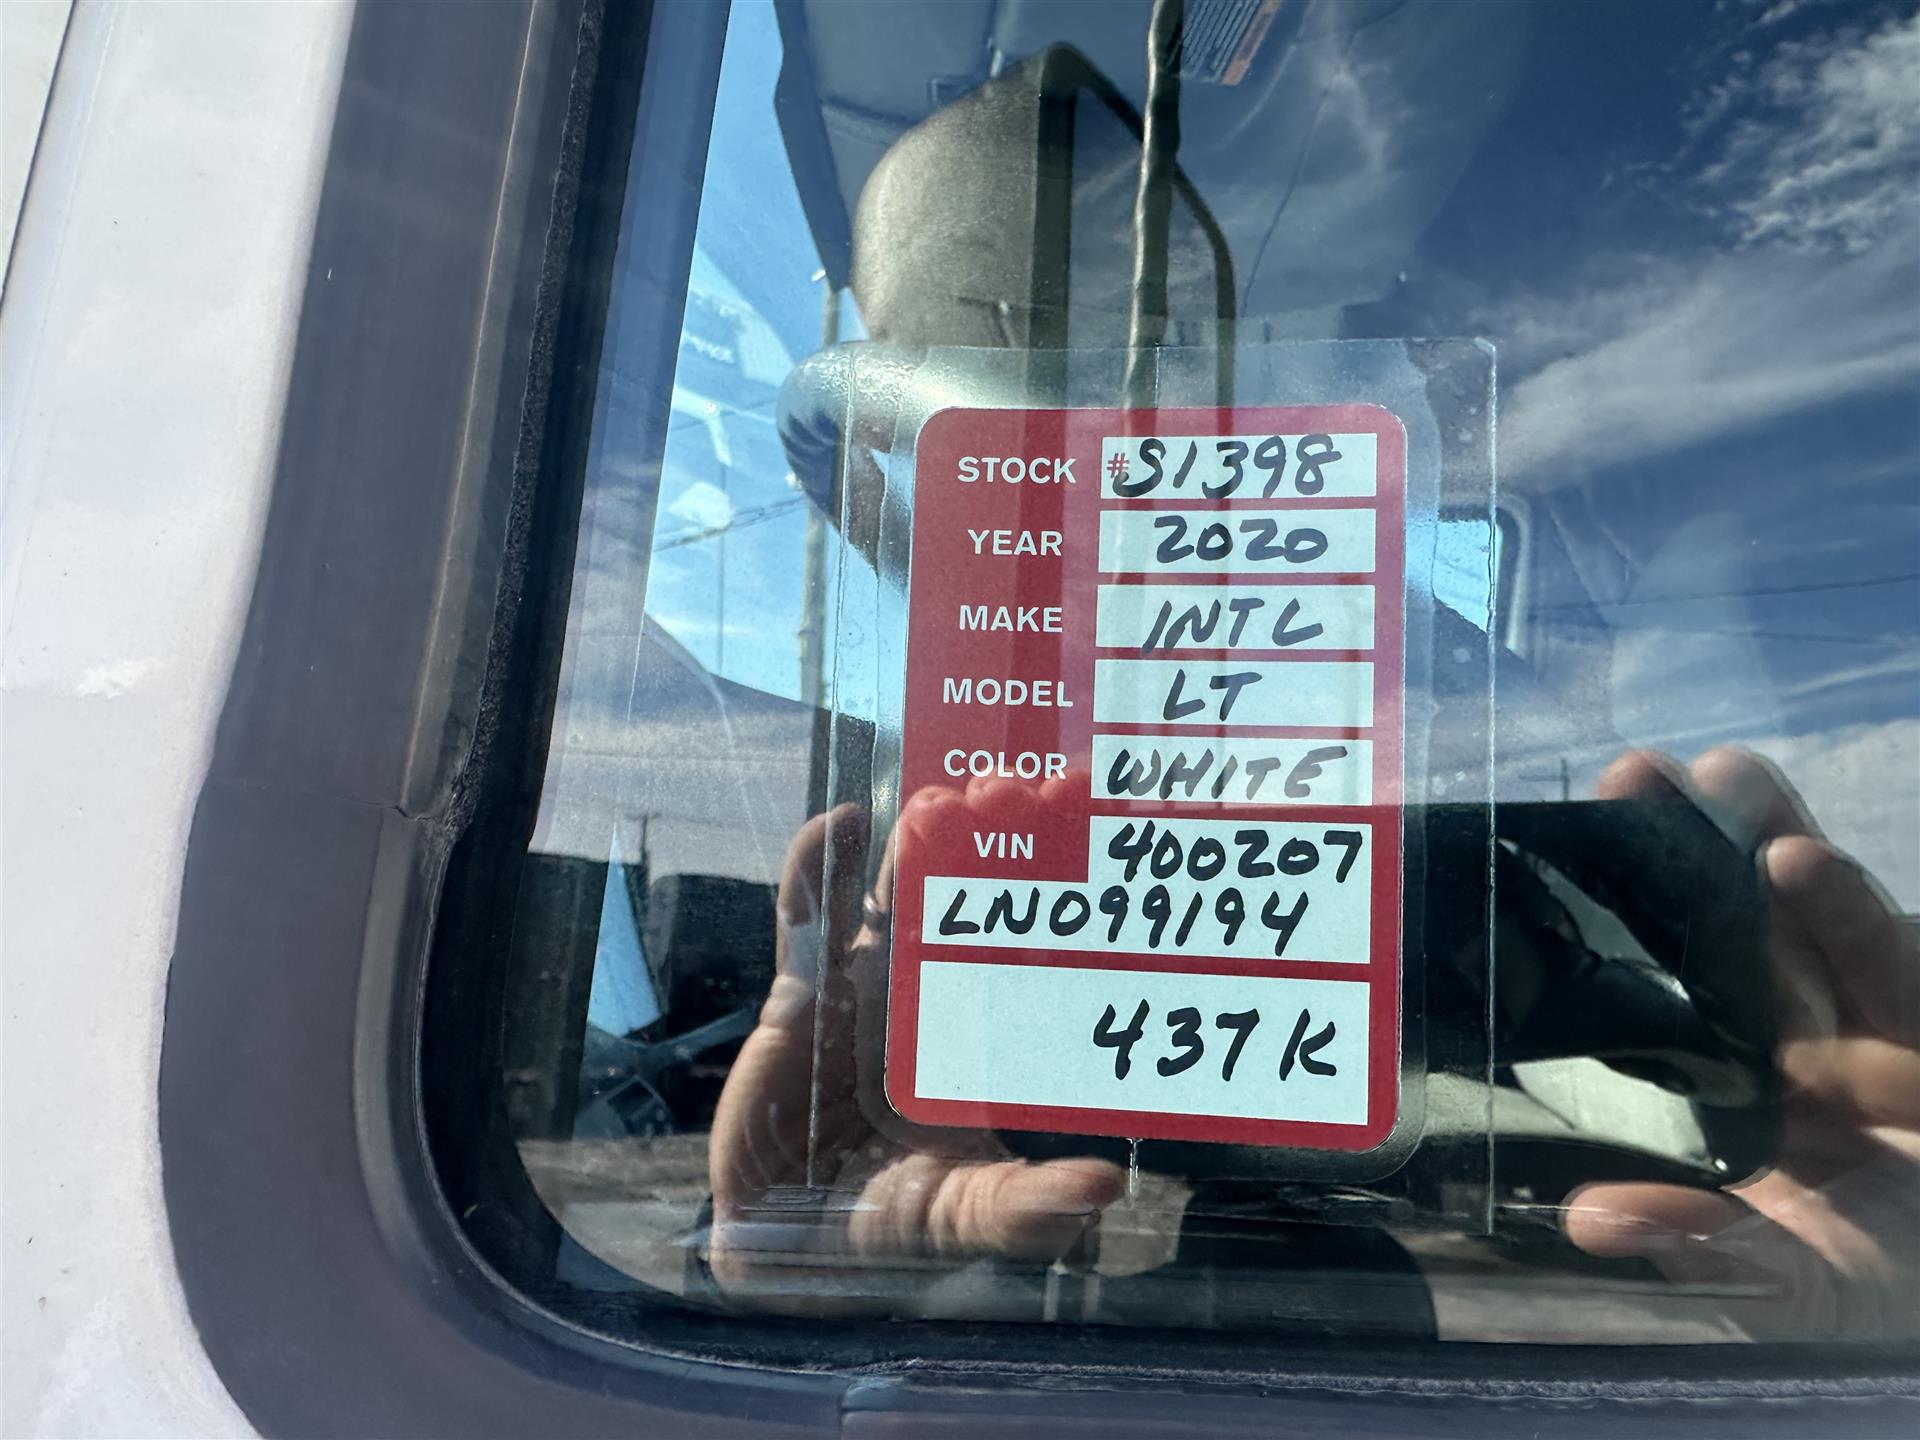 STOCK #S1398
YEAR 2020
MAKE INTL
MODEL LT
COLOR WHITE
VIN 400207
LN099194
437K